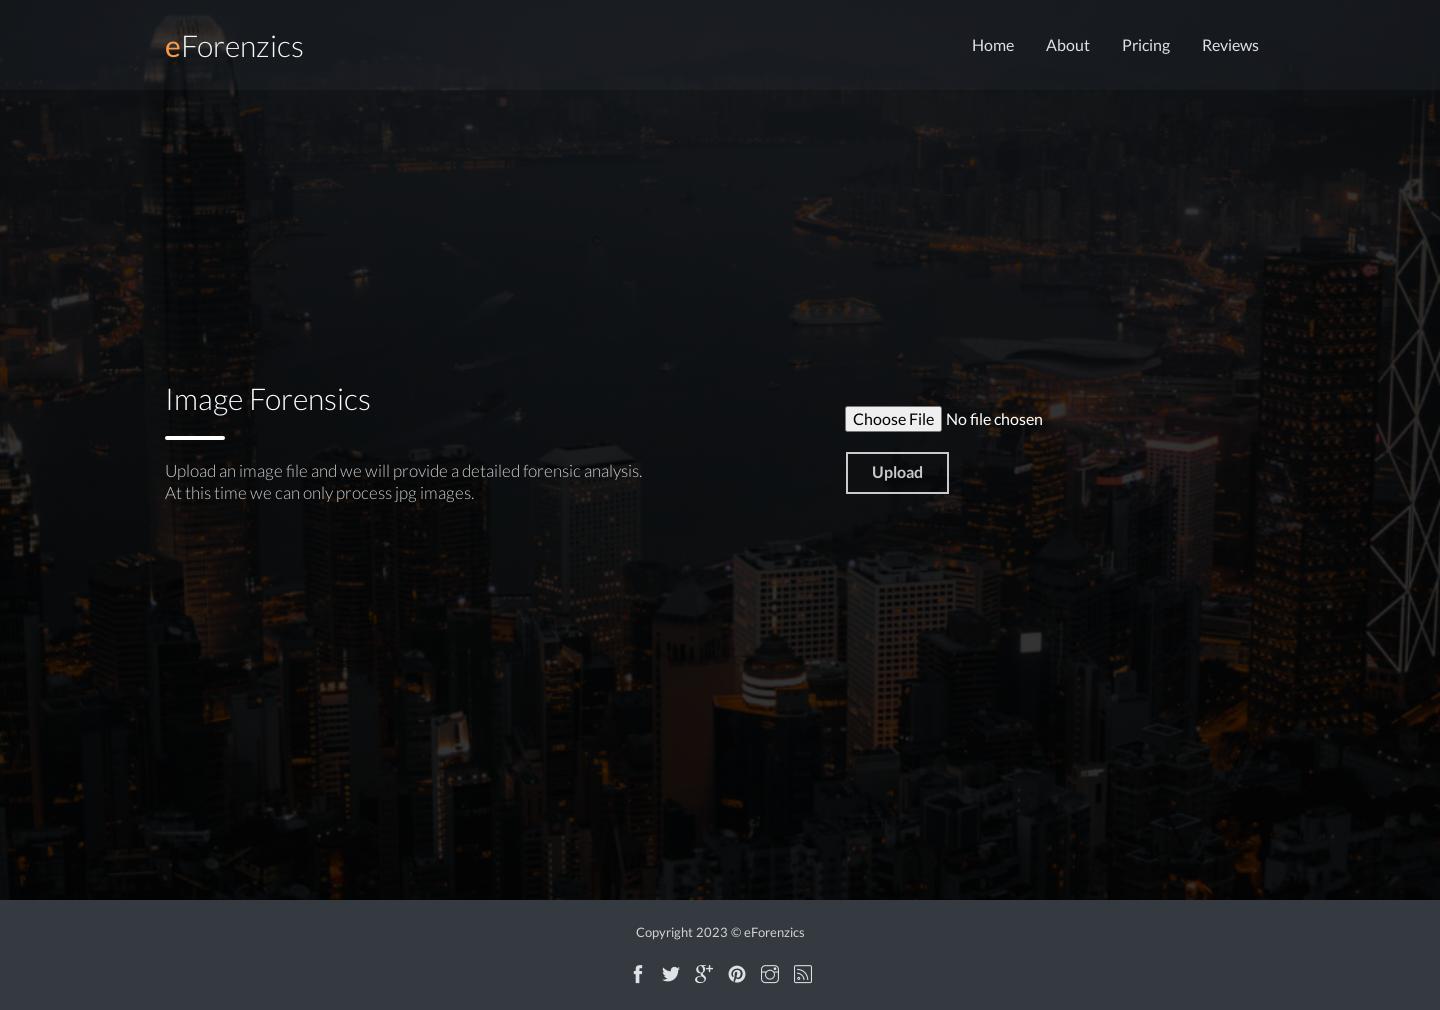 eForenzics
Home About Pricing Reviews
Image Forensics
Upload an image file and we will provide a detailed forensic analysis.
At this time we can only process jpg images.
Choose File No file chosen
Upload
Copyright 2023 © eForenzics